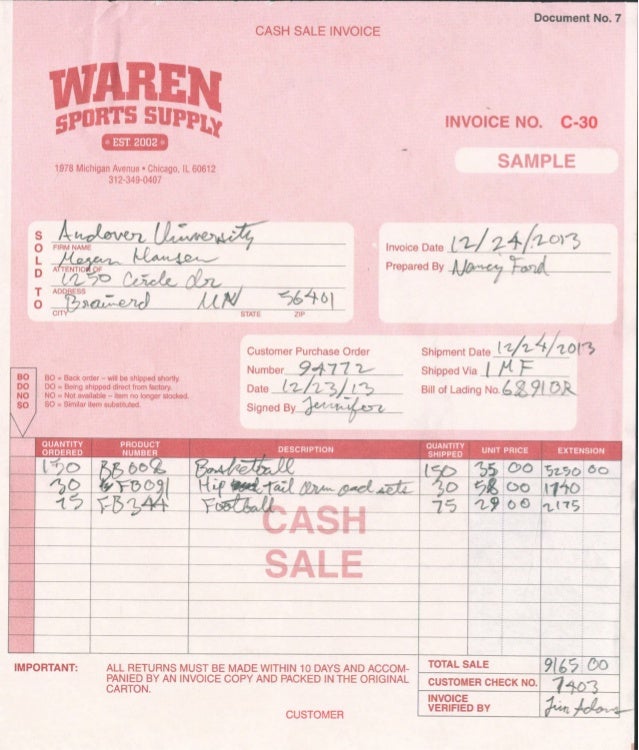 Document No. 7
CASH SALE INVOICE
WAREN
SPORTS SUPPLY
EST. 2002
1978 Michigan Avenue • Chicago, IL 60612
312-349-0407
INVOICE NO. C-30
SAMPLE
SOLD TO
Andover University
FIRM NAME
Megan Hansen
ATTENTION OF
1250 Circle Dr
ADDRESS
Brainerd MN 56401
CITY STATE ZIP
Invoice Date 12/24/2013
Prepared By Nancy Ford
Customer Purchase Order
Number 94772
Date 12/23/13
Signed By Jennifer
Shipment Date 12/24/2013
Shipped Via IMF
Bill of Lading No. 68910R
BO BO = Back order – will be shipped shortly.
DO DO = Being shipped direct from factory.
NO NO = Not available – item no longer stocked.
SO SO = Similar item substituted.
QUANTITY ORDERED PRODUCT NUMBER DESCRIPTION QUANTITY SHIPPED UNIT PRICE EXTENSION
150 BB008 Basketball 150 35 00 5250 00
30 FB091 Hip tail arm pad sets 30 58 00 1740
75 FB344 Football 75 29 00 2175
CASH
SALE
IMPORTANT: ALL RETURNS MUST BE MADE WITHIN 10 DAYS AND ACCOM-
PANIED BY AN INVOICE COPY AND PACKED IN THE ORIGINAL
CARTON.
TOTAL SALE 9165 00
CUSTOMER CHECK NO. 7403
INVOICE VERIFIED BY Jim Adams
CUSTOMER